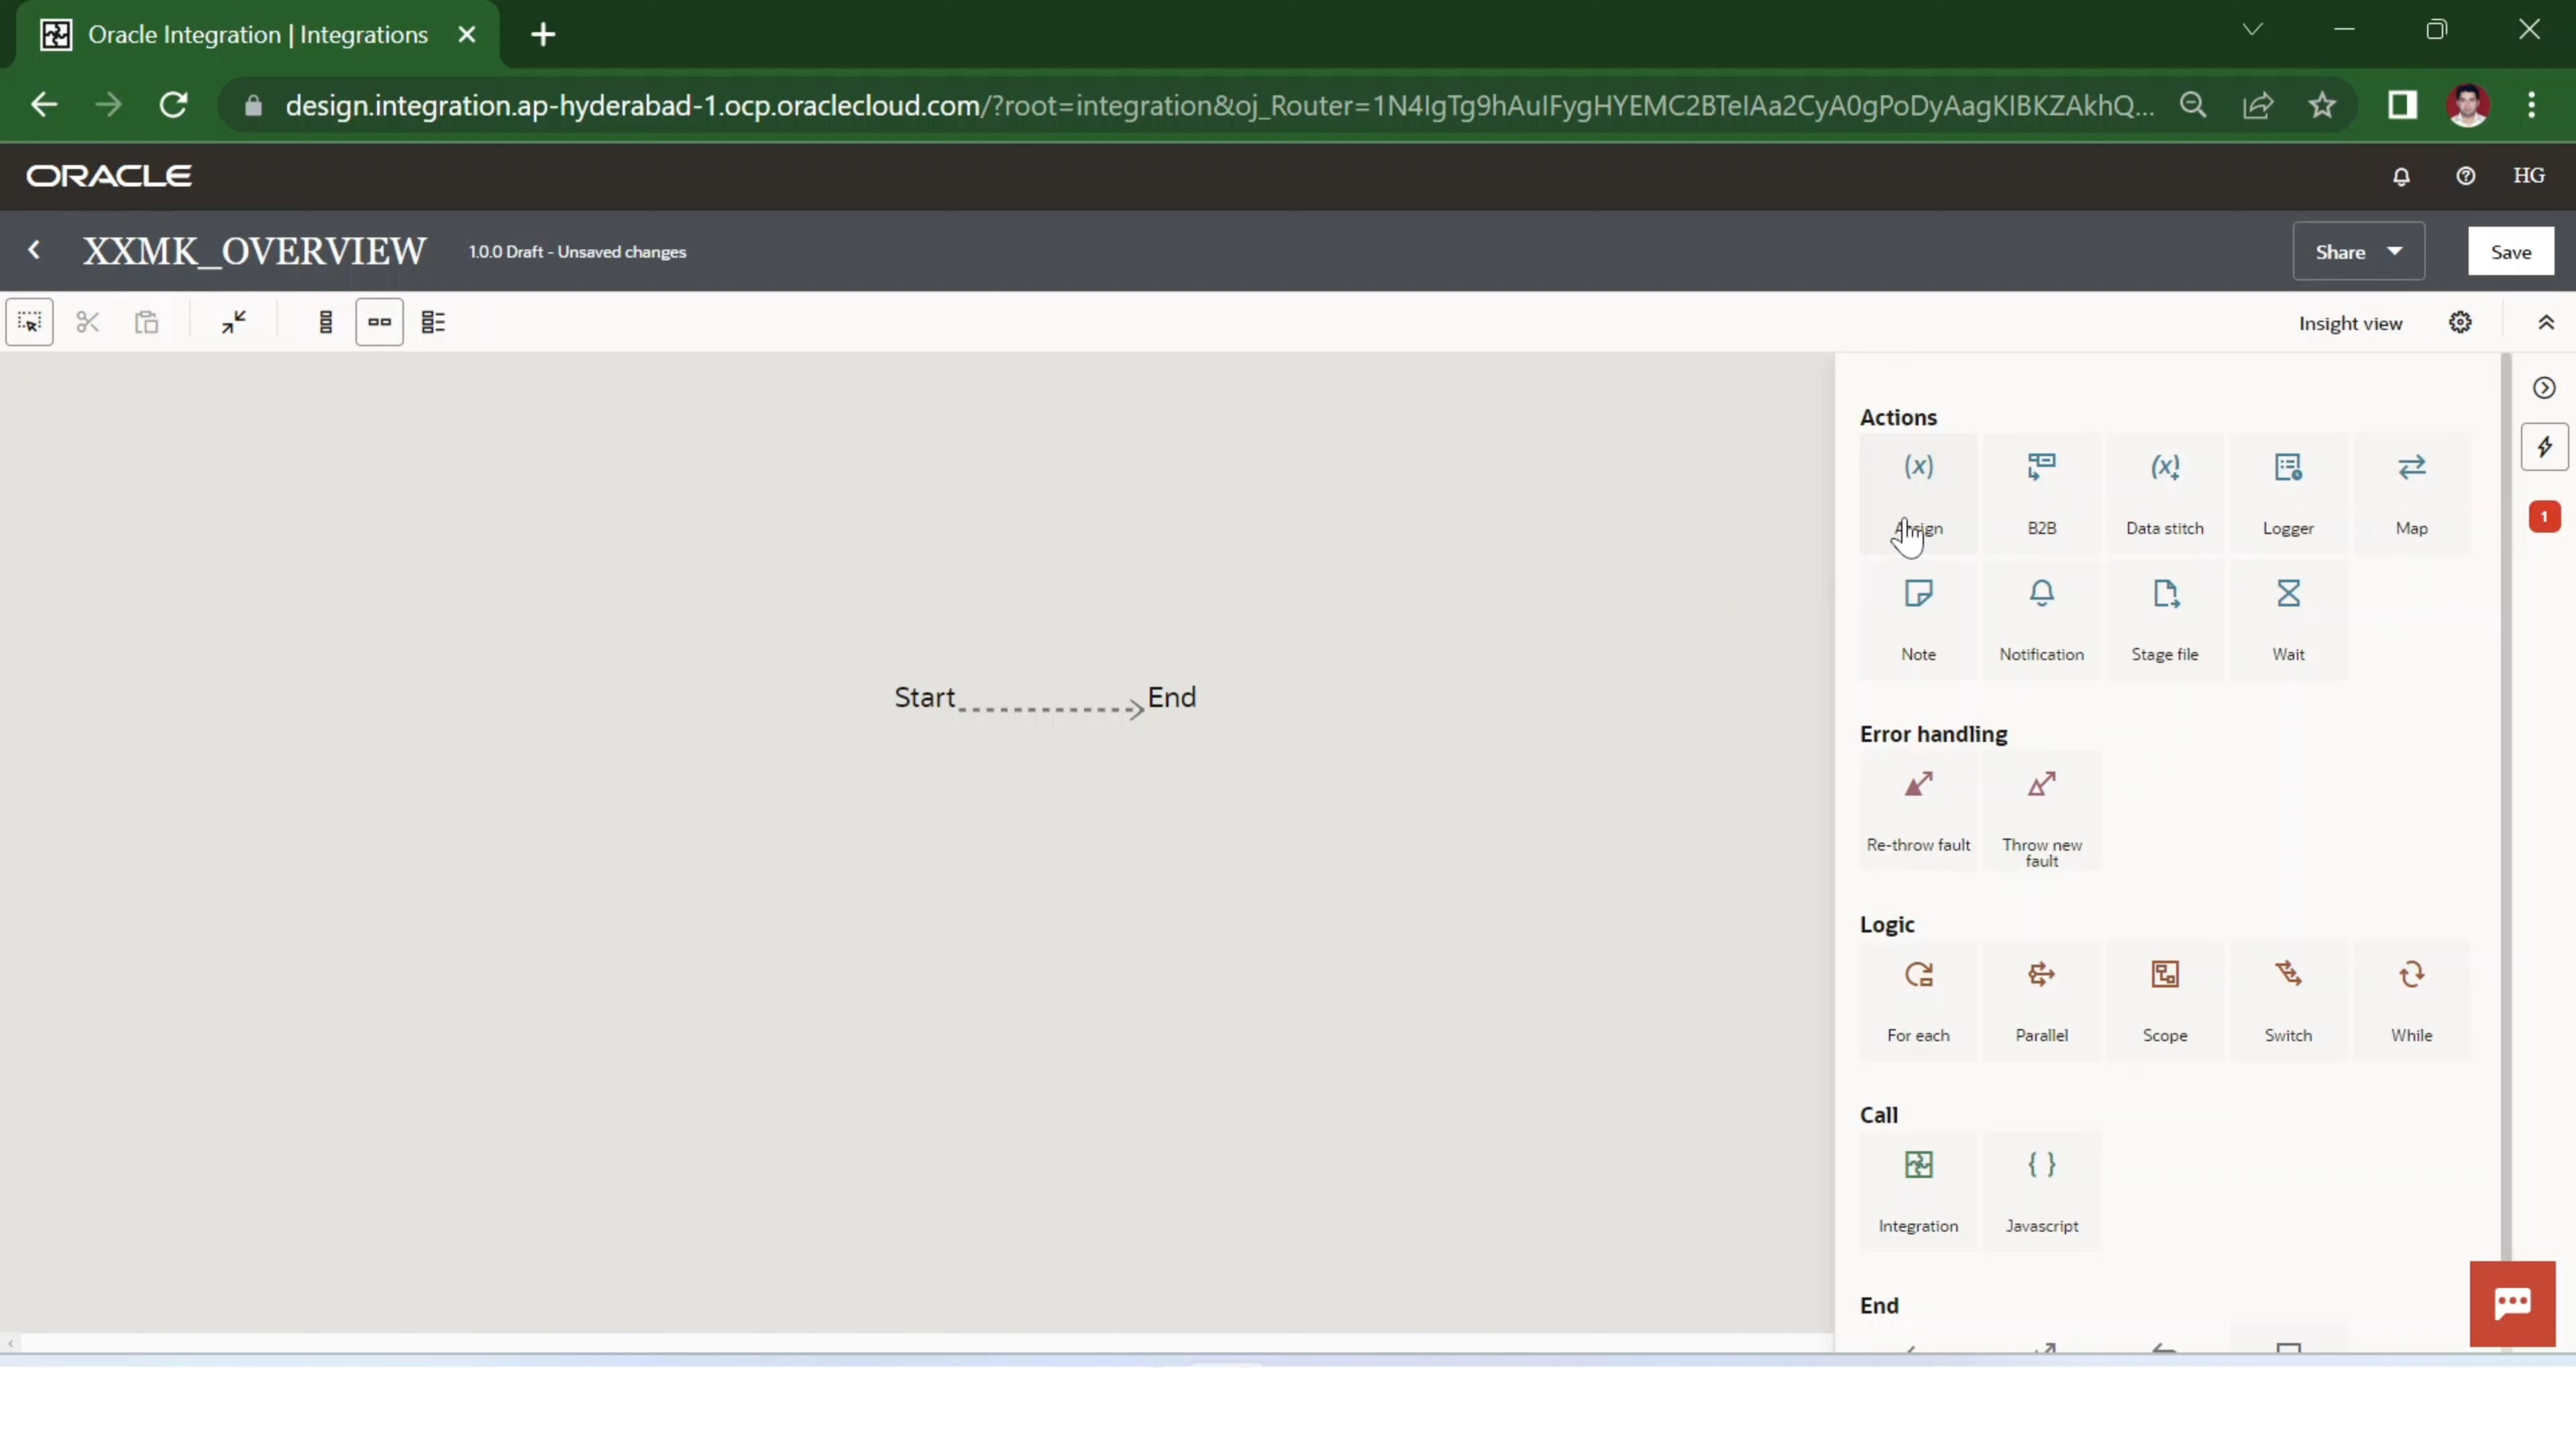 Oracle Integration | Integrations
design.integration.ap-hyderabad-1.ocp.oraclecloud.com/?root=integration&oj_Router=1N4IgTg9hAuIFygHYEMC2BTeIAa2CyA0gPoDyAagKIBKZAkhQ...
ORACLE
HG
XXMK_OVERVIEW 1.0.0 Draft - Unsaved changes
Share Save
Insight view
Actions
(x) (x)
Assign B2B Data stitch Logger Map
1
Note Notification Stage file Wait
Start End
Error handling
Re-throw fault Throw new fault
Logic
For each Parallel Scope Switch While
Call
{ }
Integration Javascript
End